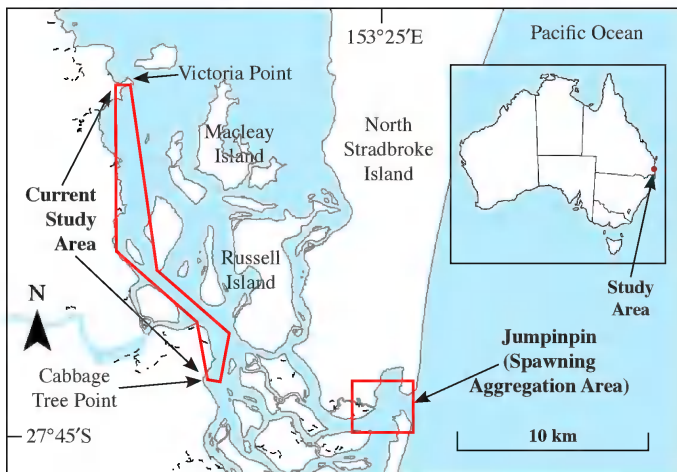 153°25′E
Pacific Ocean
Victoria Point
Macleay
Island
North
Stradbroke
Island
Current
Study
Area
Russell
Island
Study
Area
N
Jumpinpin
(Spawning
Aggregation Area)
Cabbage
Tree Point
27°45′S
10 km